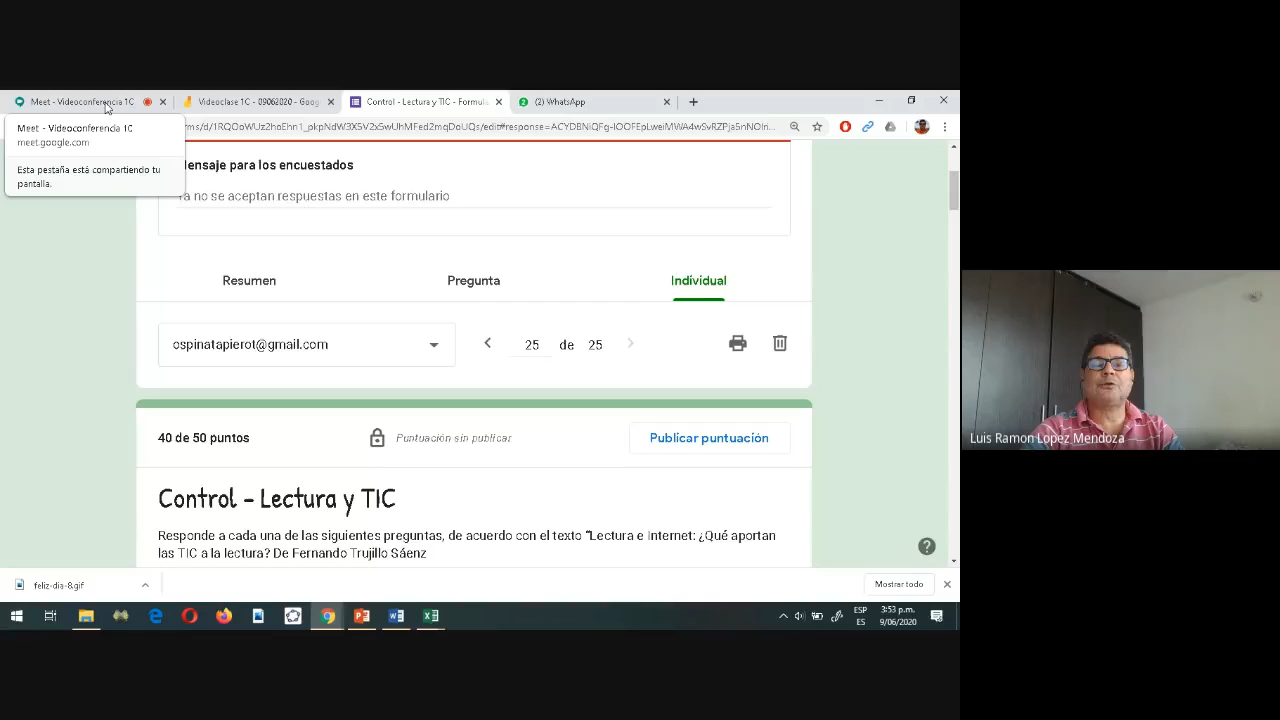 Meet - Videoconferencia 1C
Videoclase 1C - 09062020 - Goog
Control - Lectura y TIC - Formula
(2) WhatsApp
Meet - Videoconferencia 1C
meet.google.com
Esta pestaña está compartiendo tu
pantalla.
Mensaje para los encuestados
Ya no se aceptan respuestas en este formulario
Resumen
Pregunta
Individual
ospinatapierot@gmail.com
25 de 25
40 de 50 puntos
Puntuación sin publicar
Publicar puntuación
Control - Lectura y TIC
Responde a cada una de las siguientes preguntas, de acuerdo con el texto “Lectura e Internet: ¿Qué aportan
las TIC a la lectura? De Fernando Trujillo Sáenz
Luis Ramon Lopez Mendoza
feliz-dia-8.gif
Mostrar todo
ESP
ES
3:53 p.m.
9/06/2020